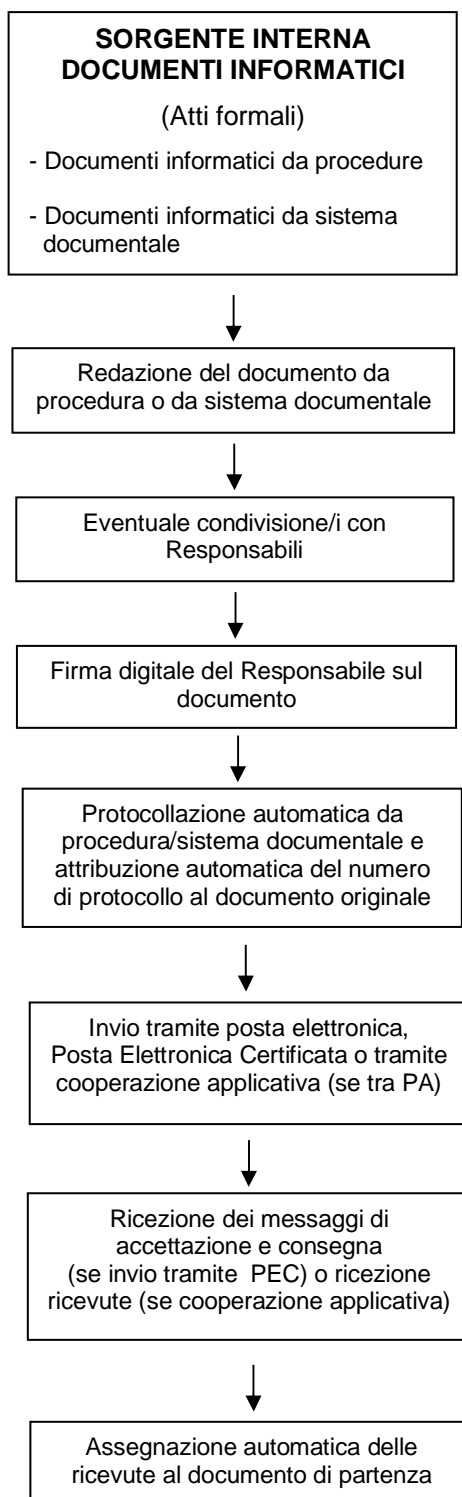 SORGENTE INTERNA
DOCUMENTI INFORMATICI
(Atti formali)
- Documenti informatici da procedure
- Documenti informatici da sistema
documentale
Redazione del documento da
procedura o da sistema documentale
Eventuale condivisione/i con
Responsabili
Firma digitale del Responsabile sul
documento
Protocollazione automatica da
procedura/sistema documentale e
attribuzione automatica del numero
di protocollo al documento originale
Invio tramite posta elettronica,
Posta Elettronica Certificata o tramite
cooperazione applicativa (se tra PA)
Ricezione dei messaggi di
accettazione e consegna
(se invio tramite PEC) o ricezione
ricevute (se cooperazione applicativa)
Assegnazione automatica delle
ricevute al documento di partenza